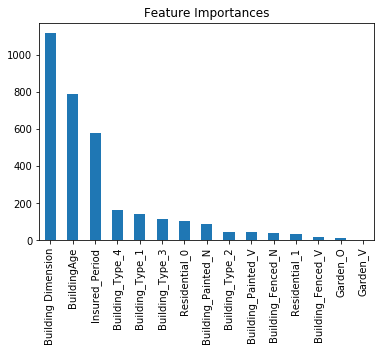 Feature Importances
1000
800
600
400
200
0
Building Dimension
BuildingAge
Insured_Period
Building_Type_4
Building_Type_1
Building_Type_3
Residential_0
Building_Painted_N
Building_Type_2
Building_Painted_V
Building_Fenced_N
Residential_1
Building_Fenced_V
Garden_O
Garden_V